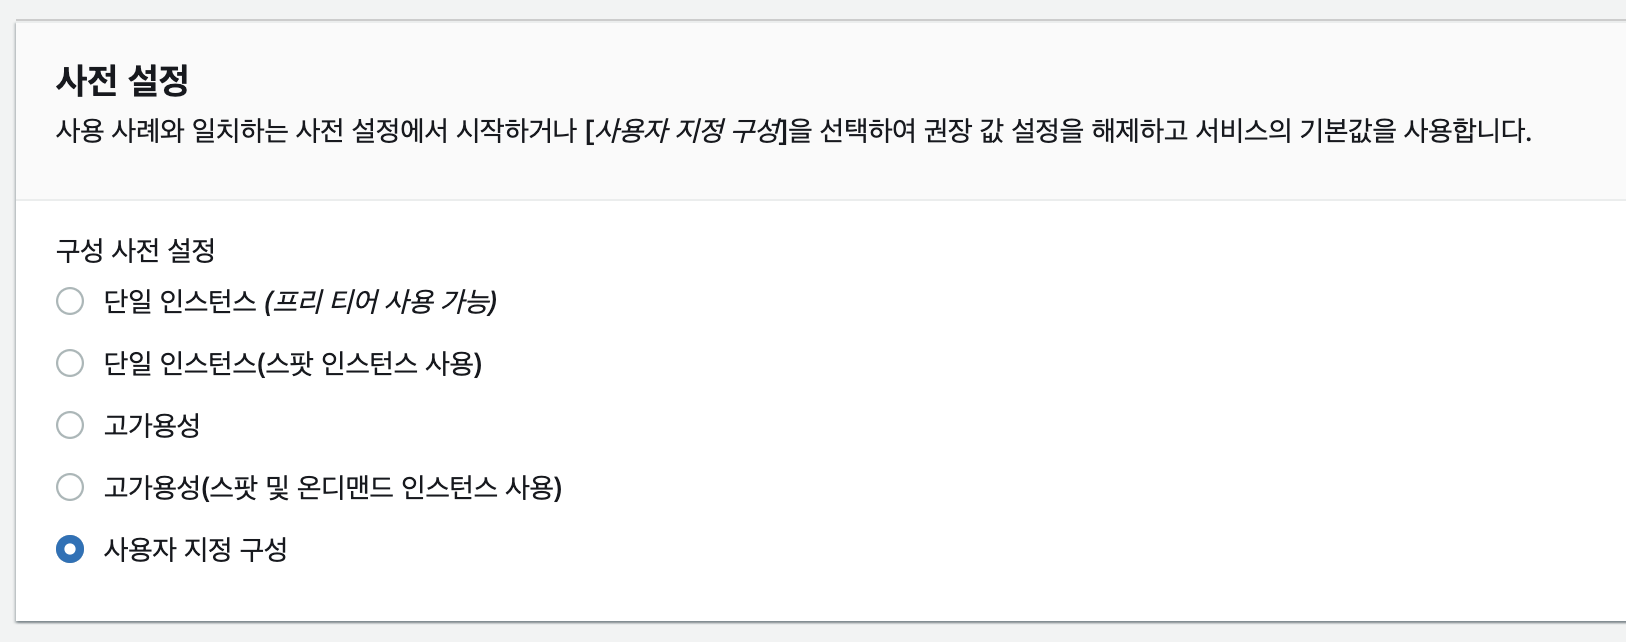 사전 설정
사용 사례와 일치하는 사전 설정에서 시작하거나 [사용자 지정 구성]을 선택하여 권장 값 설정을 해제하고 서비스의 기본값을 사용합니다.
구성 사전 설정
단일 인스턴스 (프리 티어 사용 가능)
단일 인스턴스(스팟 인스턴스 사용)
고가용성
고가용성(스팟 및 온디맨드 인스턴스 사용)
사용자 지정 구성